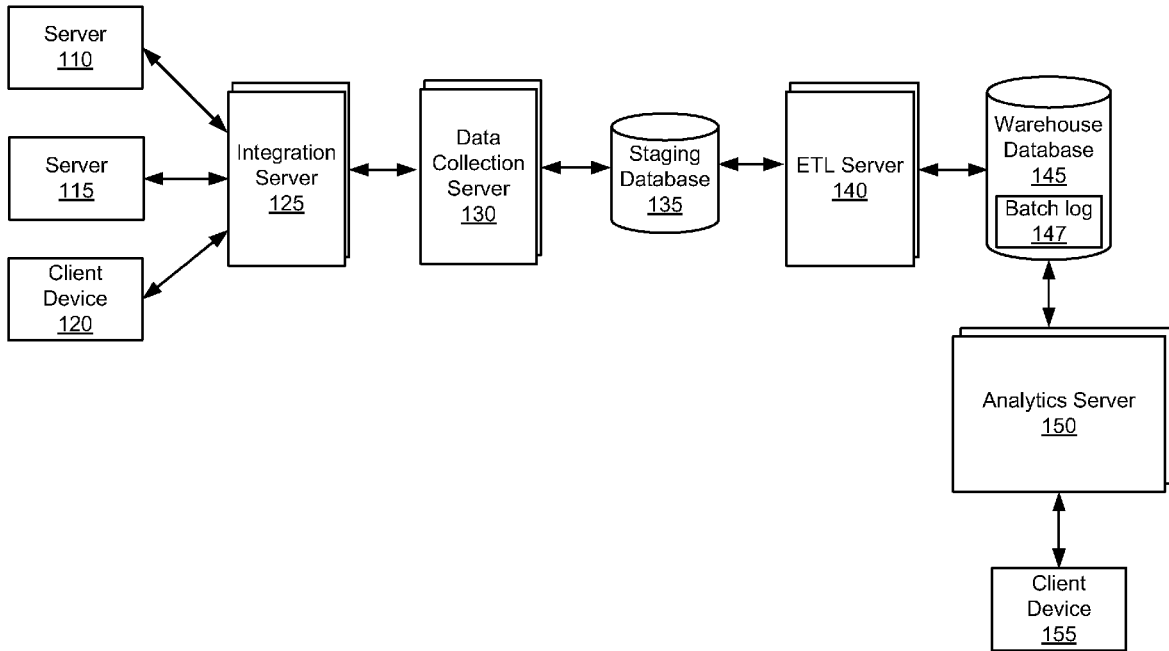 Server
110
Server
115
Client
Device
120
Integration
Server
125
Data
Collection
Server
130
Staging
Database
135
ETL Server
140
Warehouse
Database
145
Batch log
147
Analytics Server
150
Client
Device
155